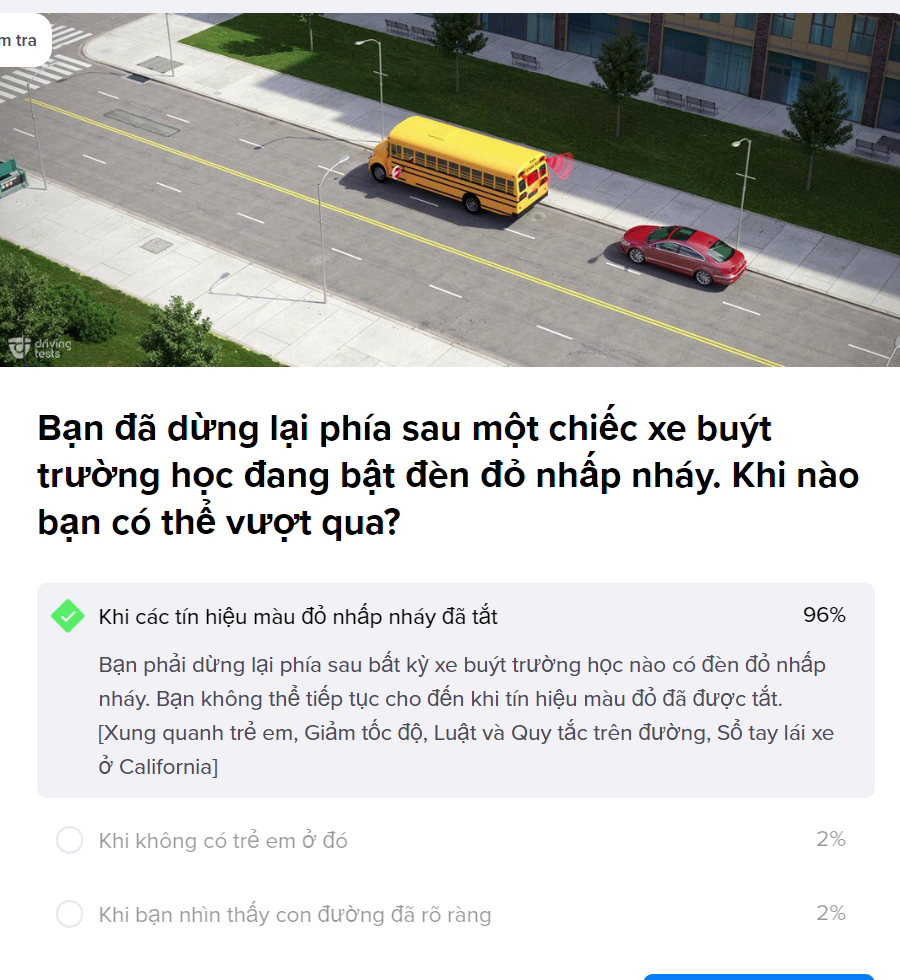 m tra
driving
tests
Bạn đã dừng lại phía sau một chiếc xe buýt
trường học đang bật đèn đỏ nhấp nháy. Khi nào
bạn có thể vượt qua?
Khi các tín hiệu màu đỏ nhấp nháy đã tắt 96%
Bạn phải dừng lại phía sau bất kỳ xe buýt trường học nào có đèn đỏ nhấp
nháy. Bạn không thể tiếp tục cho đến khi tín hiệu màu đỏ đã được tắt.
[Xung quanh trẻ em, Giảm tốc độ, Luật và Quy tắc trên đường, Sổ tay lái xe
ở California]
Khi không có trẻ em ở đó 2%
Khi bạn nhìn thấy con đường đã rõ ràng 2%